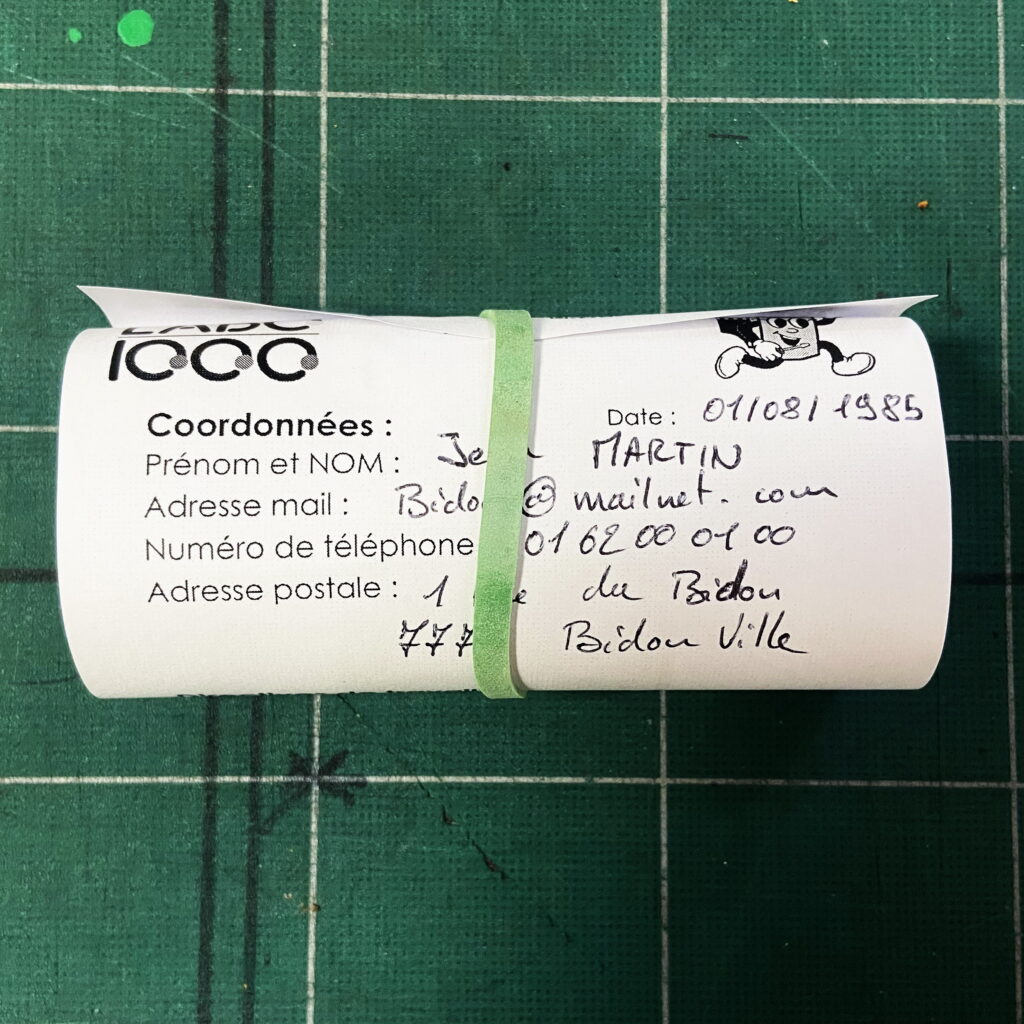 1000
Coordonnées :
Date : 01/08/1985
Prénom et NOM : MARTIN
Adresse mail : @mailnet.com
Numéro de téléphone 01 62 00 01 00
Adresse postale : 1 du Bidon
Bidon Ville